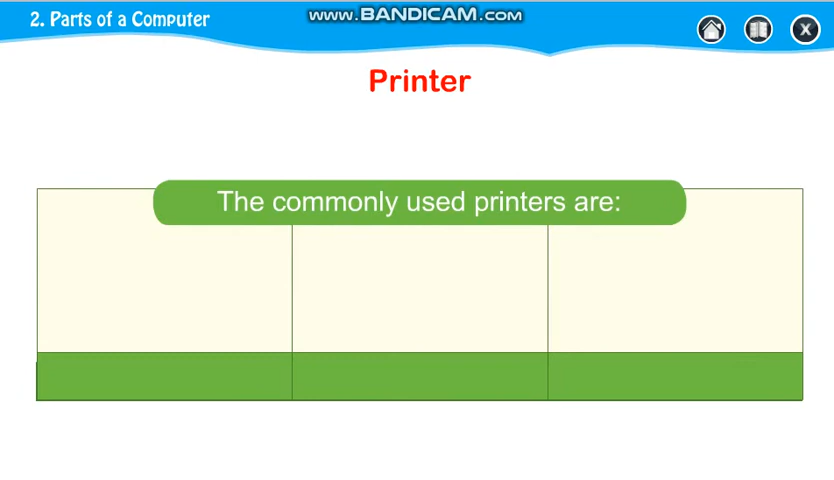 2. Parts of a Computer
www.BANDICAM.com
X
Printer
The commonly used printers are: